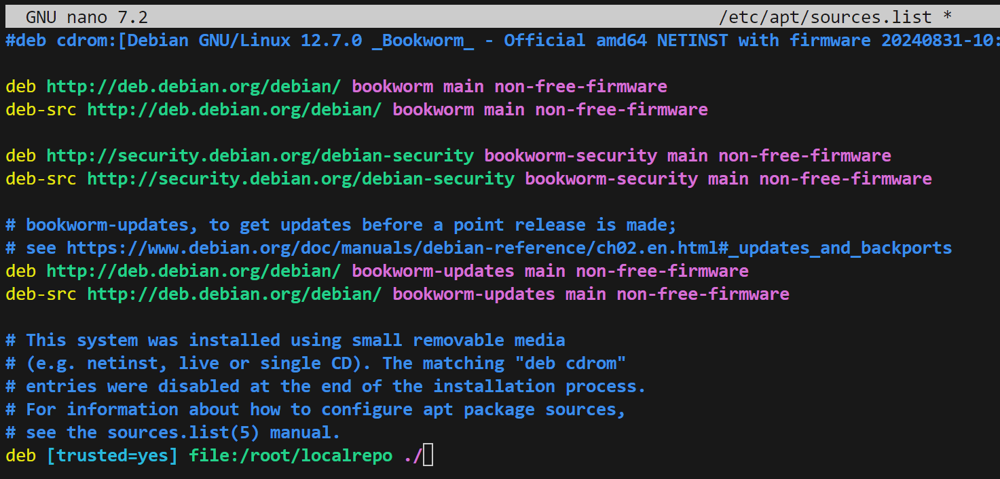 GNU nano 7.2 /etc/apt/sources.list *
#deb cdrom:[Debian GNU/Linux 12.7.0 _Bookworm_ - Official amd64 NETINST with firmware 20240831-10:
deb http://deb.debian.org/debian/ bookworm main non-free-firmware
deb-src http://deb.debian.org/debian/ bookworm main non-free-firmware
deb http://security.debian.org/debian-security bookworm-security main non-free-firmware
deb-src http://security.debian.org/debian-security bookworm-security main non-free-firmware
# bookworm-updates, to get updates before a point release is made;
# see https://www.debian.org/doc/manuals/debian-reference/ch02.en.html#_updates_and_backports
deb http://deb.debian.org/debian/ bookworm-updates main non-free-firmware
deb-src http://deb.debian.org/debian/ bookworm-updates main non-free-firmware
# This system was installed using small removable media
# (e.g. netinst, live or single CD). The matching "deb cdrom"
# entries were disabled at the end of the installation process.
# For information about how to configure apt package sources,
# see the sources.list(5) manual.
deb [trusted=yes] file:/root/localrepo ./